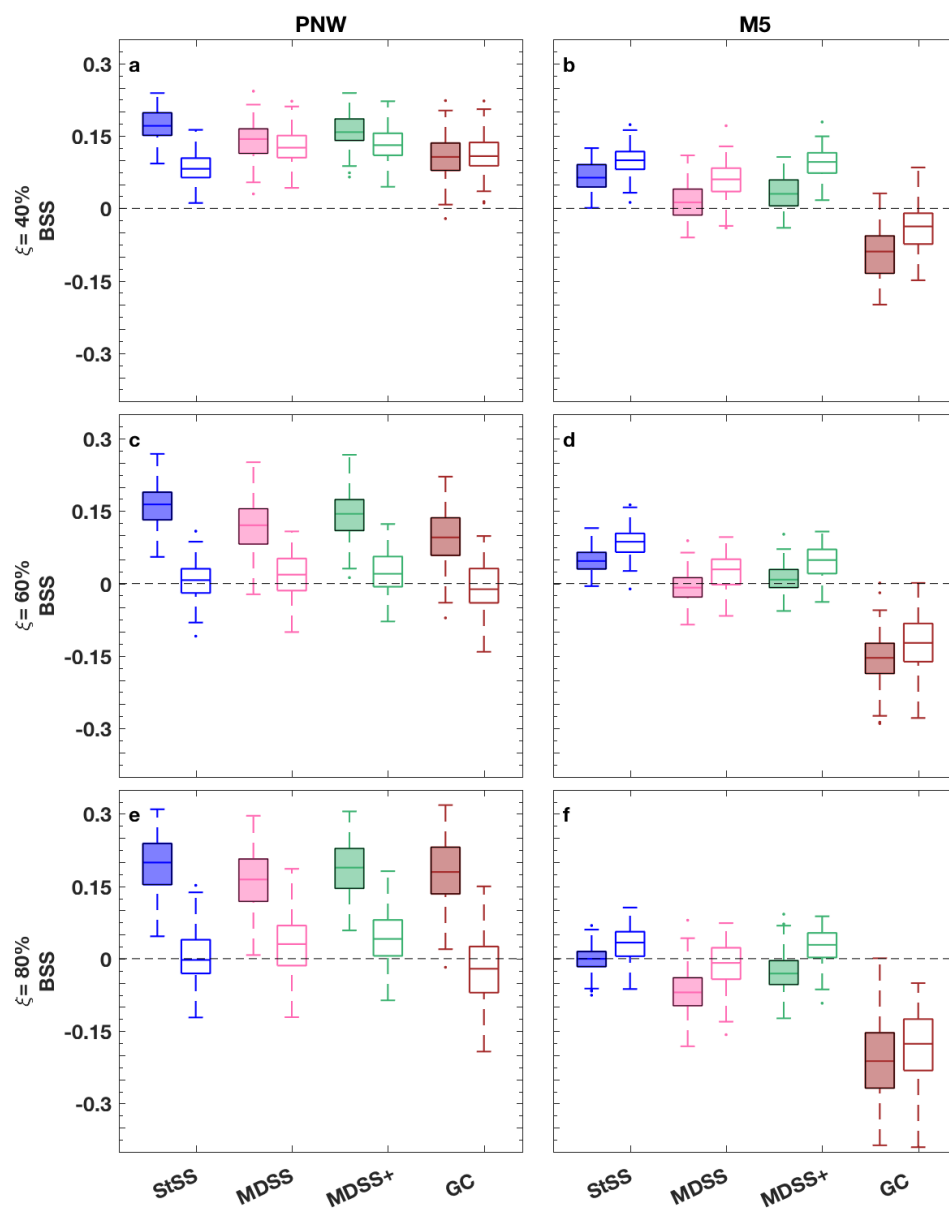 PNW M5
a b
0.3
0.15
0
-0.15
-0.3
ξ= 40%
BSS
c d
0.3
0.15
0
-0.15
-0.3
ξ= 60%
BSS
e f
0.3
0.15
0
-0.15
-0.3
ξ= 80%
BSS
StSS MDSS MDSS+ GC StSS MDSS MDSS+ GC